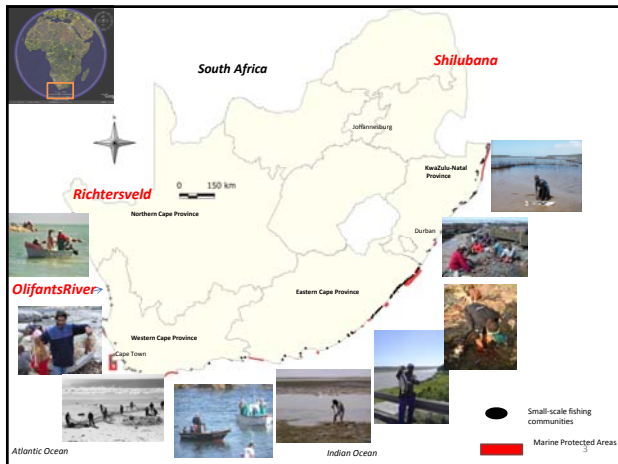 South Africa
Shilubana
Joffannesburg
KwaZulu-Natal
Province
Richtersveld
0 150 km
Northern Cape Province
Durban
OlifantsRiver
Eastern Cape Province
Western Cape Province
Cape Town
Small-scale fishing
communities
Marine Protected Areas
3
Atlantic Ocean
Indian Ocean